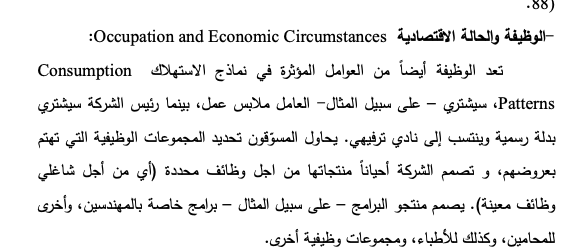 88).
-الوظيفة والحالة الاقتصادية Occupation and Economic Circumstances:
تعد الوظيفة أيضاً من العوامل المؤثرة في نماذج الاستهلاك Consumption
Patterns، سيشتري – على سبيل المثال- العامل ملابس عمل، بينما رئيس الشركة سيشتري
بدلة رسمية وينتسب إلى نادي ترفيهي. يحاول المسوّقون تحديد المجموعات الوظيفية التي تهتم
بعروضهم، و تصمم الشركة أحياناً منتجاتها من اجل وظائف محددة (أي من أجل شاغلي
وظائف معينة). يصمم منتجو البرامج – على سبيل المثال – برامج خاصة بالمهندسين، وأخرى
للمحامين، وكذلك للأطباء، ومجموعات وظيفية أخرى.